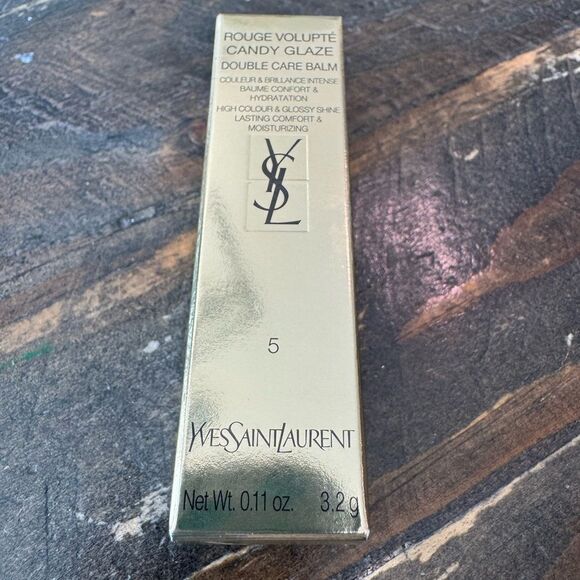 ROUGE VOLUPTÉ
CANDY GLAZE
DOUBLE CARE BALM
COULEUR & BRILLANCE INTENSE
BAUME CONFORT &
HYDRATATION
HIGH COLOUR & GLOSSY SHINE
LASTING COMFORT &
MOISTURIZING
YSL
5
YVESSAINTLAURENT
Net Wt. 0.11 oz. 3.2 g